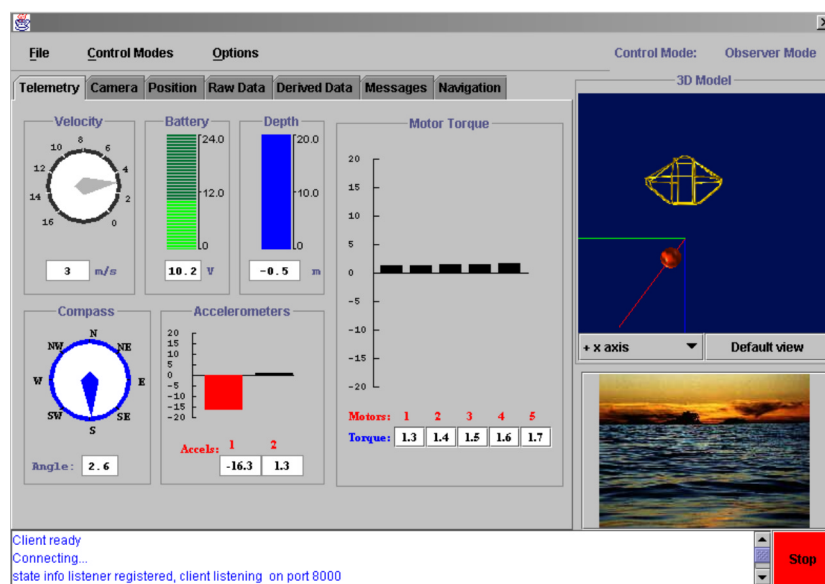 File Control Modes Options Control Mode: Observer Mode
Telemetry Camera Position Raw Data Derived Data Messages Navigation
3D Model
Velocity
8
10 6
12 4
14 2
16 0
3 m/s
Battery
24.0
12.0
0
10.2 V
Depth
20.0
10.0
0
-0.5 m
Motor Torque
20
15
10
5
0
-5
-10
-15
-20
Motors: 1 2 3 4 5
Torque: 1.3 1.4 1.5 1.6 1.7
Compass
N
NW NE
W E
SW SE
S
Angle: 2.6
Accelerometers
20
15
10
5
0
-5
-10
-15
-20
Accels: 1 2
-16.3 1.3
+ x axis Default view
Client ready
Connecting...
state info listener registered, client listening on port 8000
Stop